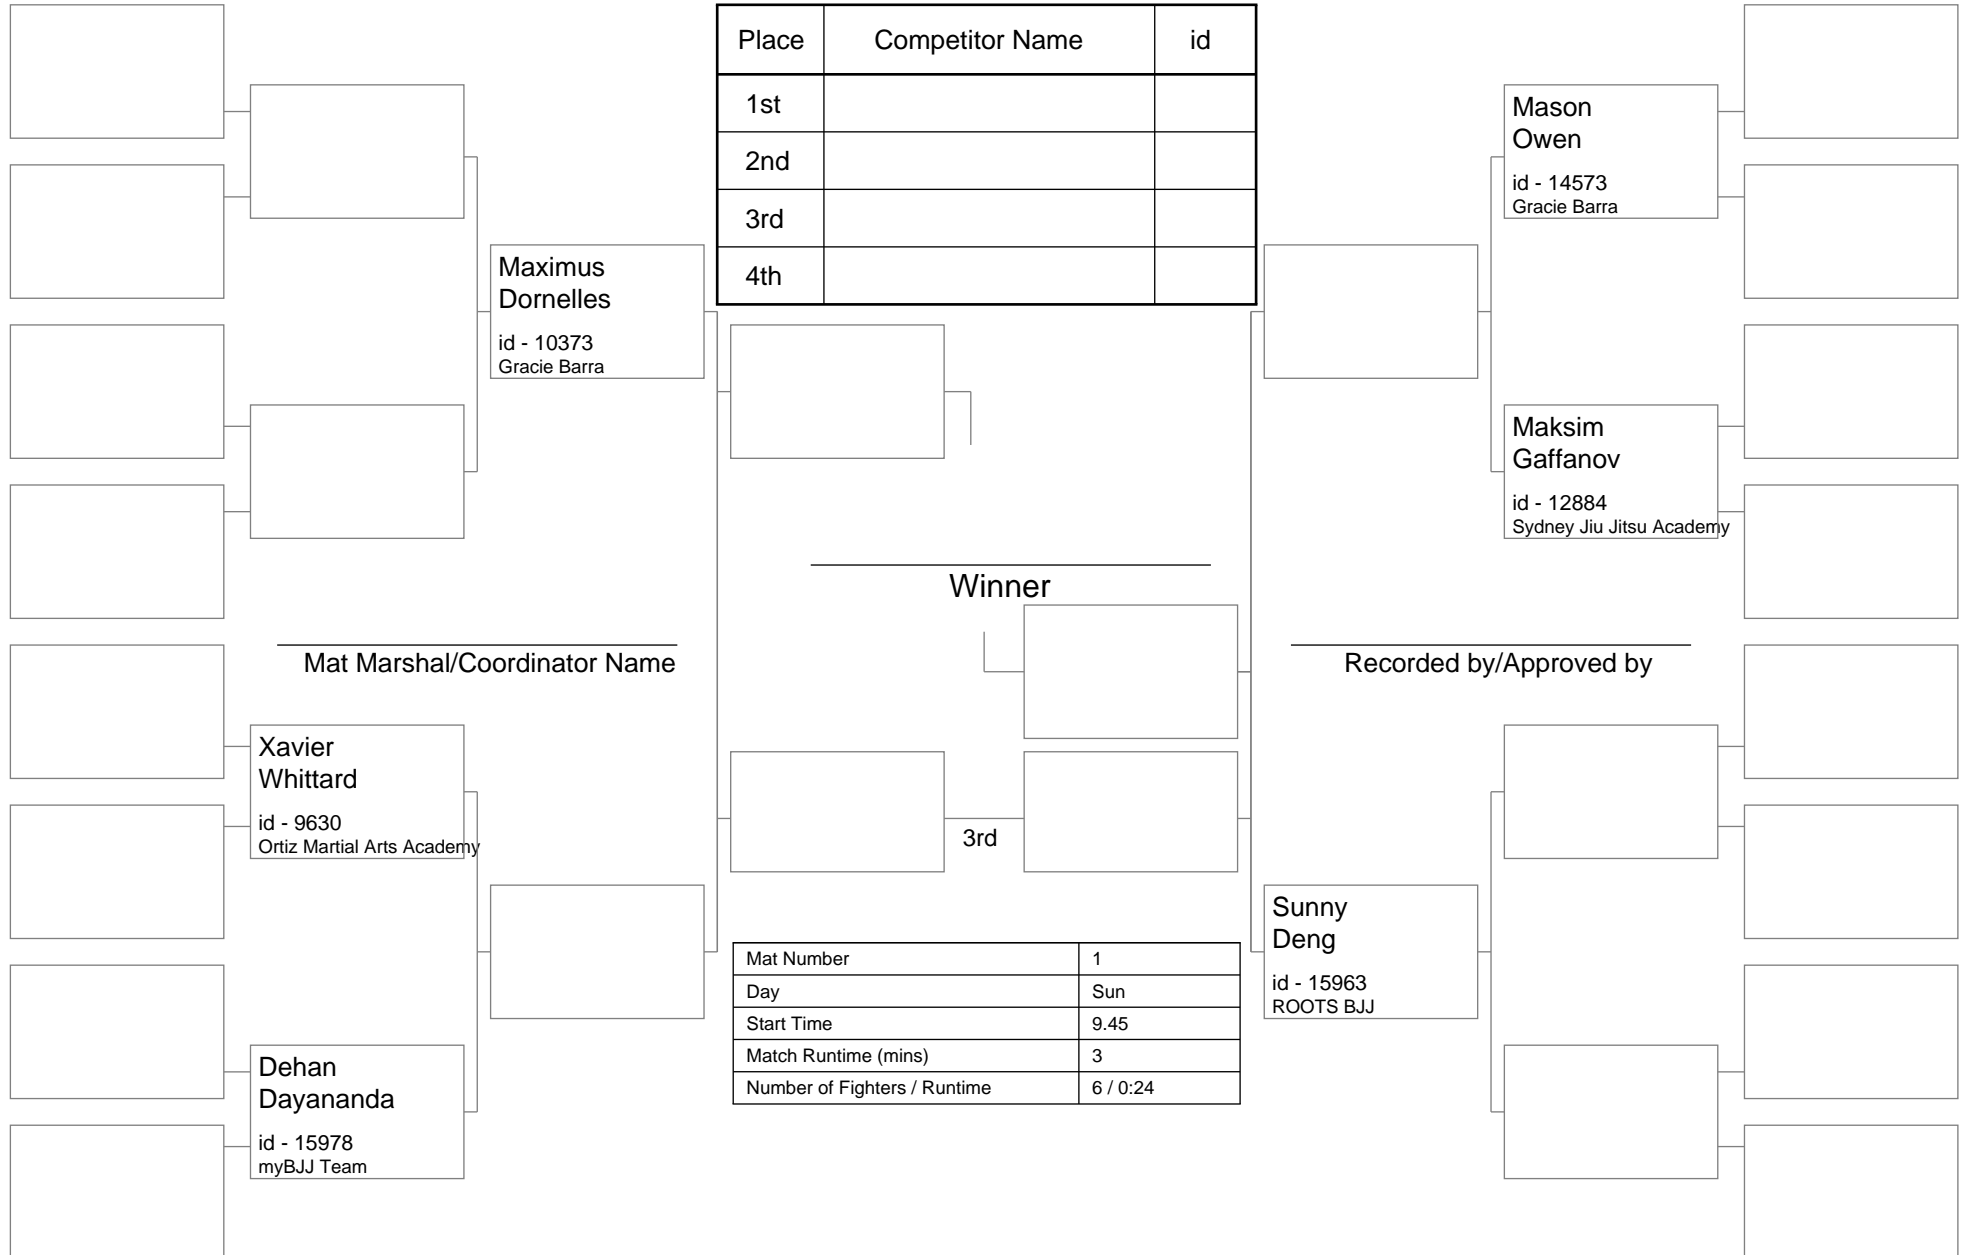 Place Competitor Name id
1st
2nd
3rd
4th
Maximus
Dornelles
id - 10373
Gracie Barra
Mason
Owen
id - 14573
Gracie Barra
Maksim
Gaffanov
id - 12884
Sydney Jiu Jitsu Academy
Winner
Mat Marshal/Coordinator Name
Recorded by/Approved by
Xavier
Whittard
id - 9630
Ortiz Martial Arts Academy
3rd
Dehan
Dayananda
id - 15978
myBJJ Team
Sunny
Deng
id - 15963
ROOTS BJJ
Mat Number 1
Day Sun
Start Time 9.45
Match Runtime (mins) 3
Number of Fighters / Runtime 6 / 0:24